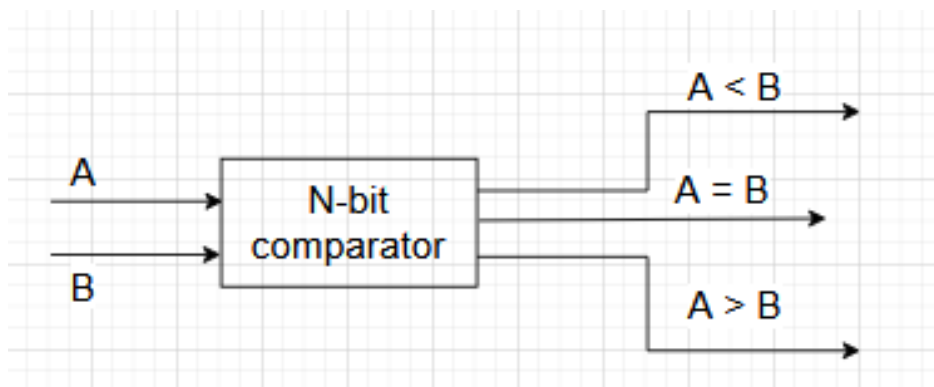 A < B
A
N-bit
A = B
comparator
B
A > B